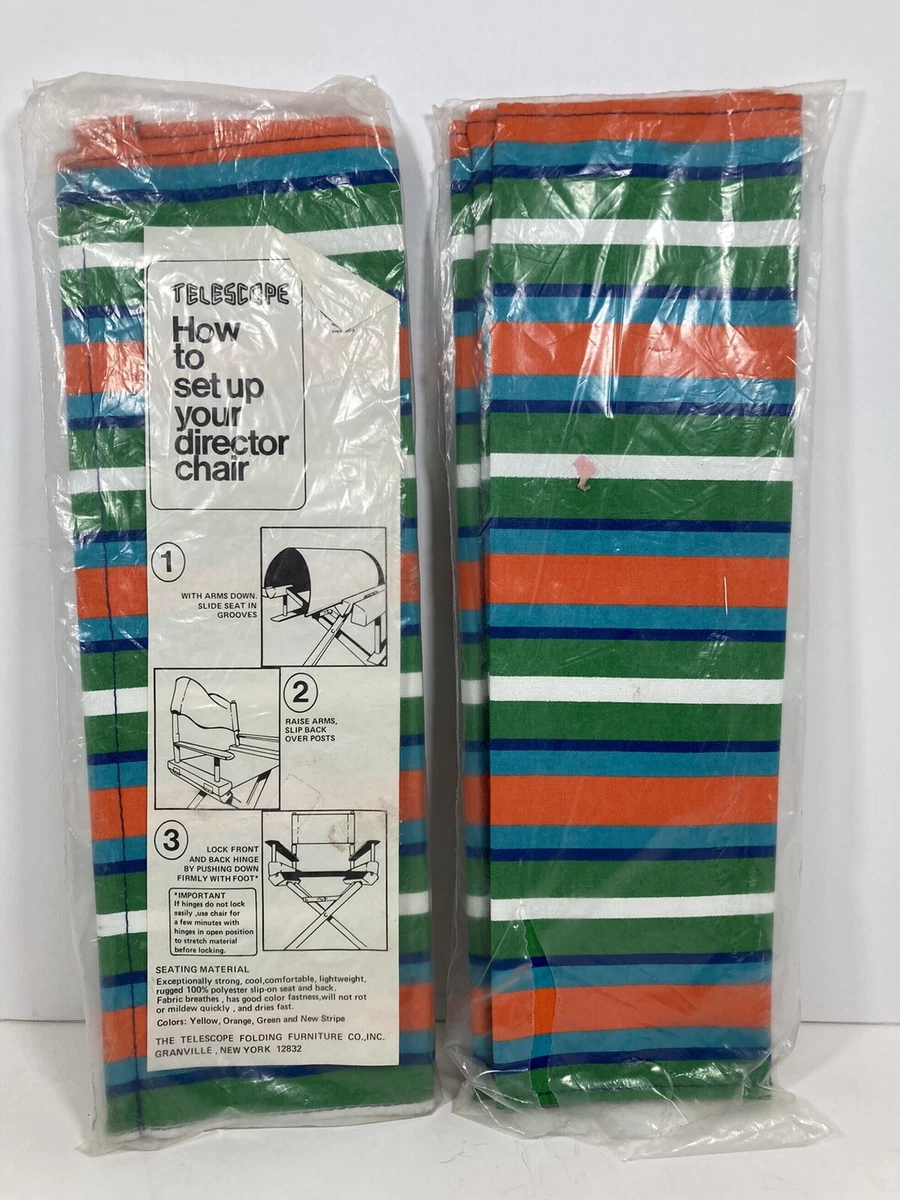 TELESCOPE
How
to
set up
your
director
chair
1
WITH ARMS DOWN.
SLIDE SEAT IN
GROOVES
2
RAISE ARMS,
SLIP BACK
OVER POSTS
3
LOCK FRONT
AND BACK HINGE
BY PUSHING DOWN
FIRMLY WITH FOOT*
*IMPORTANT
If hinges do not lock
easily ,use chair for
a few minutes with
hinges in open position
to stretch material
before locking.
SEATING MATERIAL
Exceptionally strong, cool,comfortable, lightweight,
rugged 100% polyester slip-on seat and back.
Fabric breathes , has good color fastness,will not rot
or mildew quickly , and dries fast.
Colors: Yellow, Orange, Green and New Stripe
THE TELESCOPE FOLDING FURNITURE CO.,INC.
GRANVILLE , NEW YORK 12832